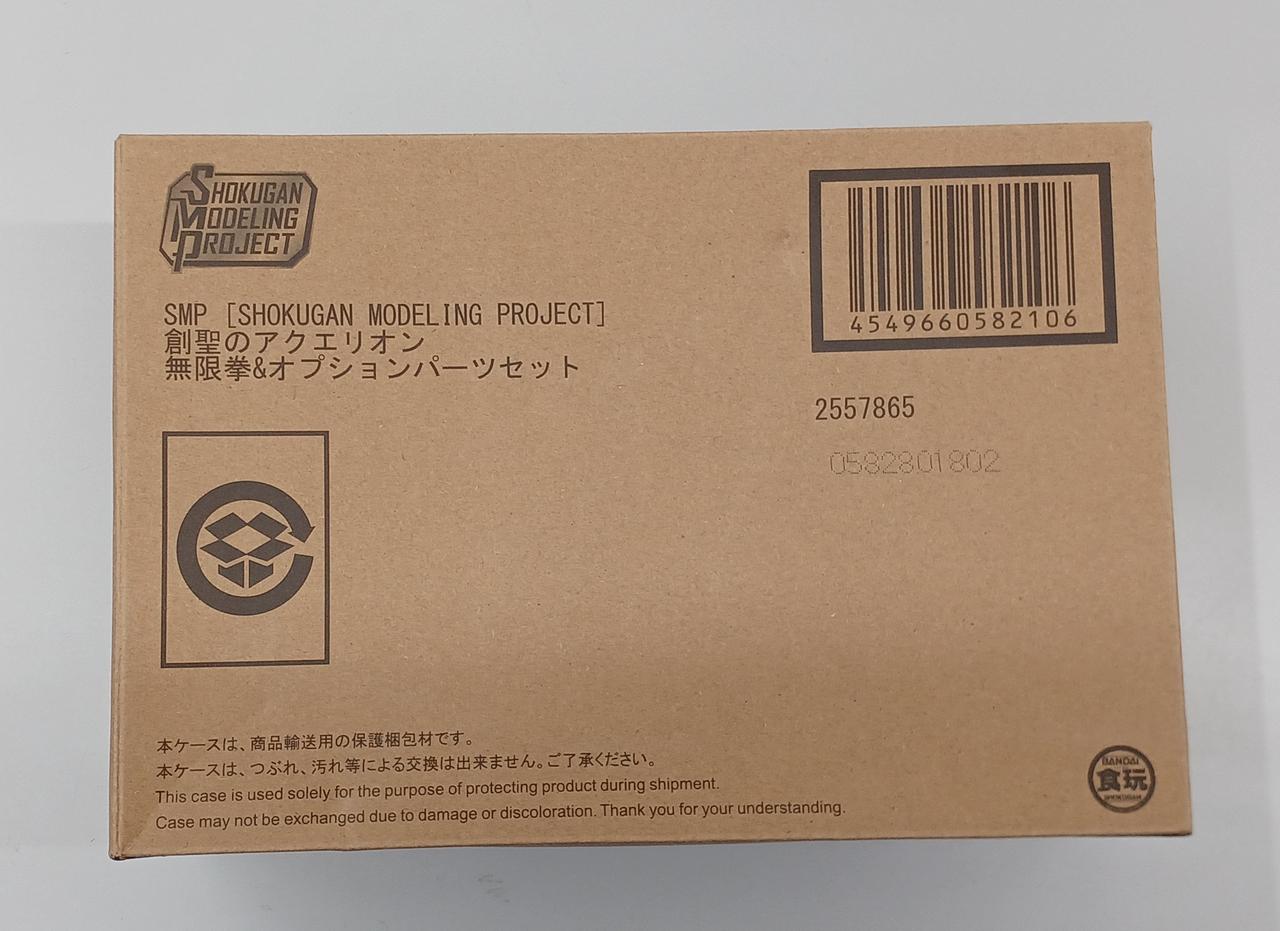 SHOKUGAN
MODELING
PROJECT
SMP [SHOKUGAN MODELING PROJECT]
創聖のアクエリオン
無限拳&オプションパーツセット
4549660582106
2557865
0582801802
本ケースは、商品輸送用の保護梱包材です。
本ケースは、つぶれ、汚れ等による交換は出来ません。ご了承ください。
This case is used solely for the purpose of protecting product during shipment.
Case may not be exchanged due to damage or discoloration. Thank you for your understanding.
BANDAI
食玩
SHOKUGAN